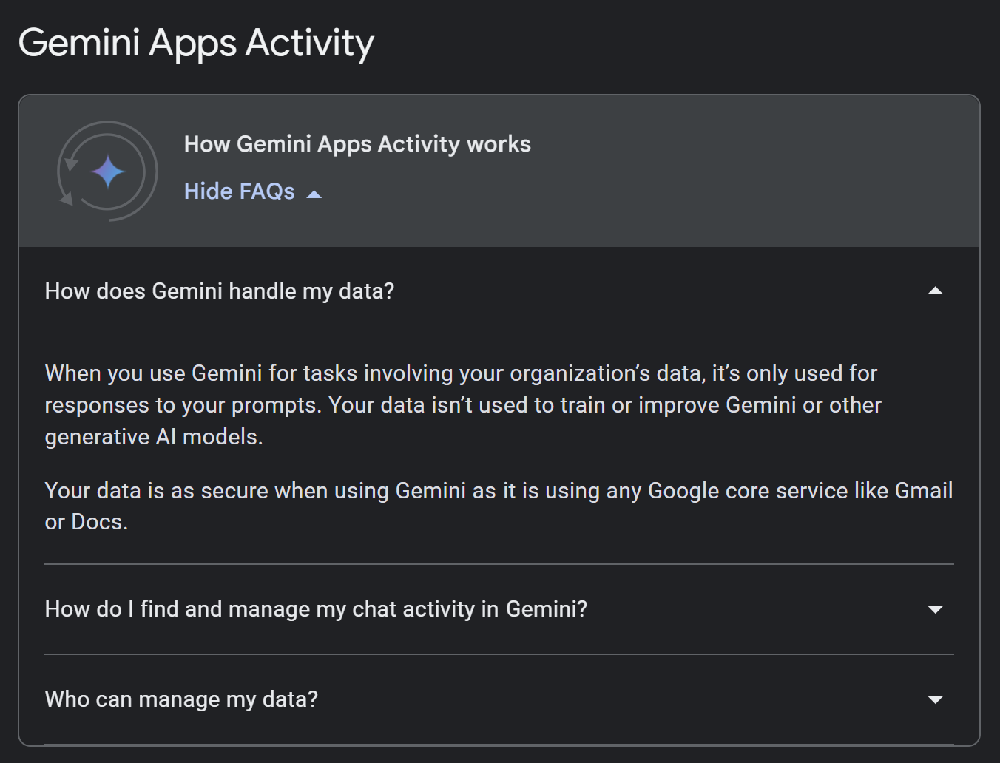 Gemini Apps Activity
How Gemini Apps Activity works
Hide FAQs
How does Gemini handle my data?
When you use Gemini for tasks involving your organization’s data, it’s only used for
responses to your prompts. Your data isn’t used to train or improve Gemini or other
generative AI models.
Your data is as secure when using Gemini as it is using any Google core service like Gmail
or Docs.
How do I find and manage my chat activity in Gemini?
Who can manage my data?